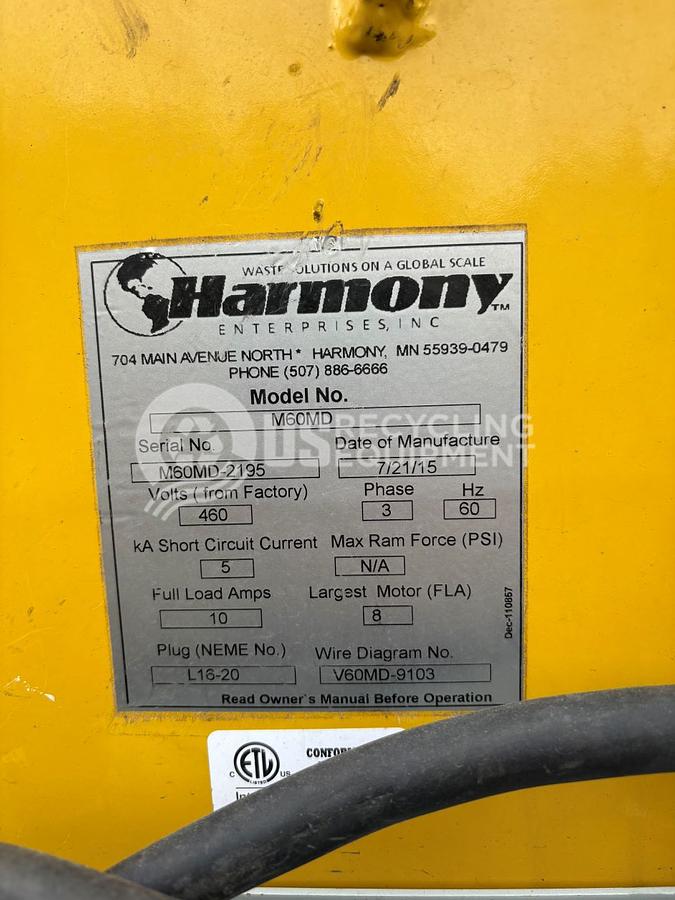 WASTE SOLUTIONS ON A GLOBAL SCALE
Harmony™
ENTERPRISES, INC
704 MAIN AVENUE NORTH * HARMONY, MN 55939-0479
PHONE (507) 886-6666
Model No.
M60MD
Serial No. Date of Manufacture
M60MD-2195 7/21/15
Volts ( from Factory) Phase Hz
460 3 60
kA Short Circuit Current Max Ram Force (PSI)
5 N/A
Full Load Amps Largest Motor (FLA)
10 8
Plug (NEME No.) Wire Diagram No.
L16-20 V60MD-9103
Read Owner's Manual Before Operation
Dec-110867
US RECYCLING
EQUIPMENT
C ETL US
LISTED